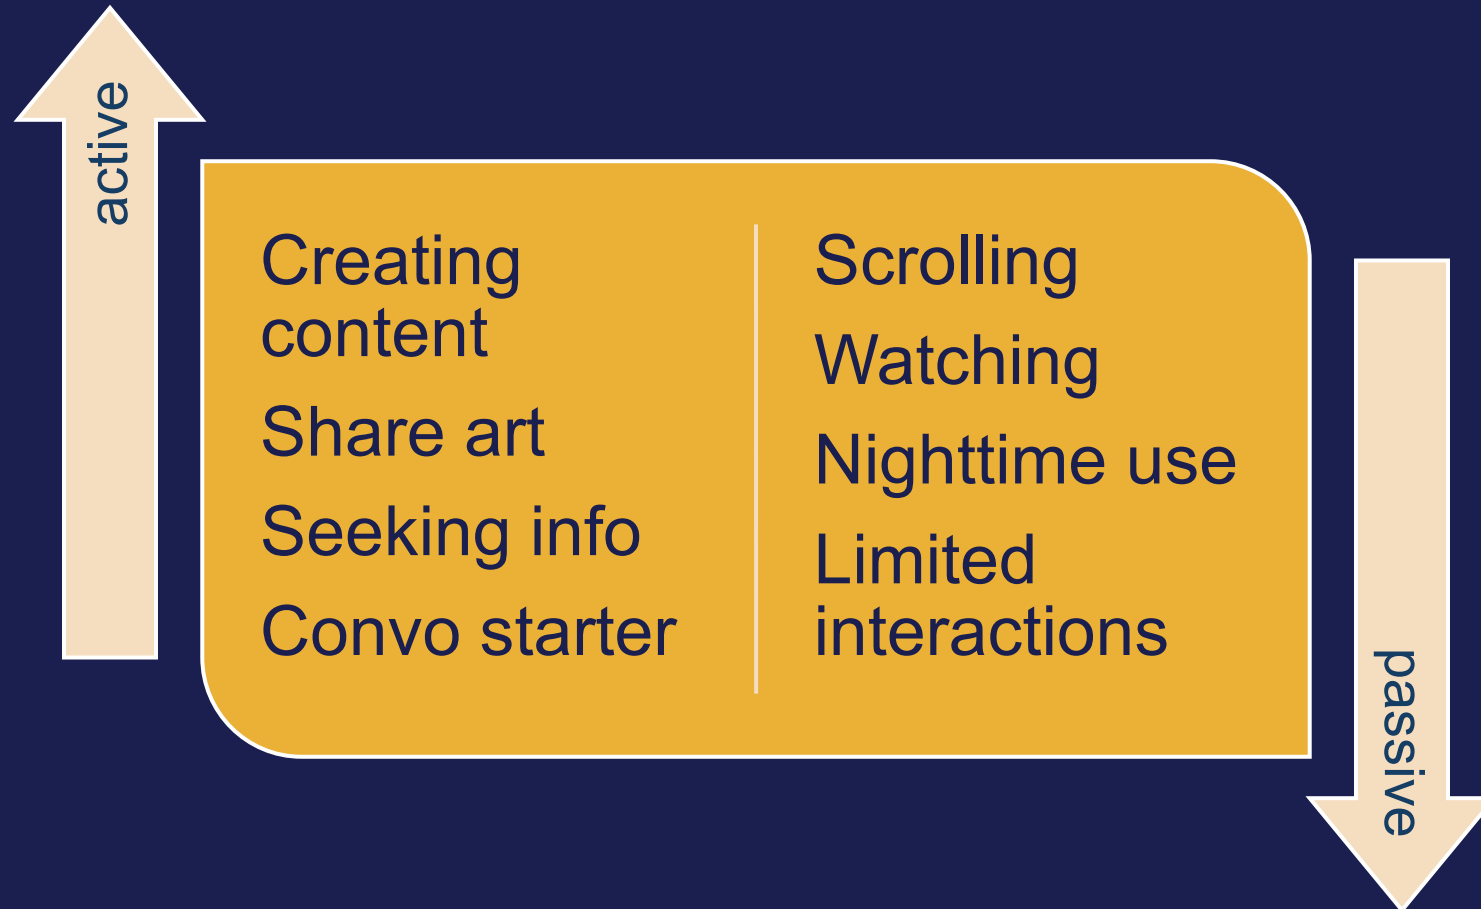 active
Creating
content
Share art
Seeking info
Convo starter
Scrolling
Watching
Nighttime use
Limited
interactions
passive